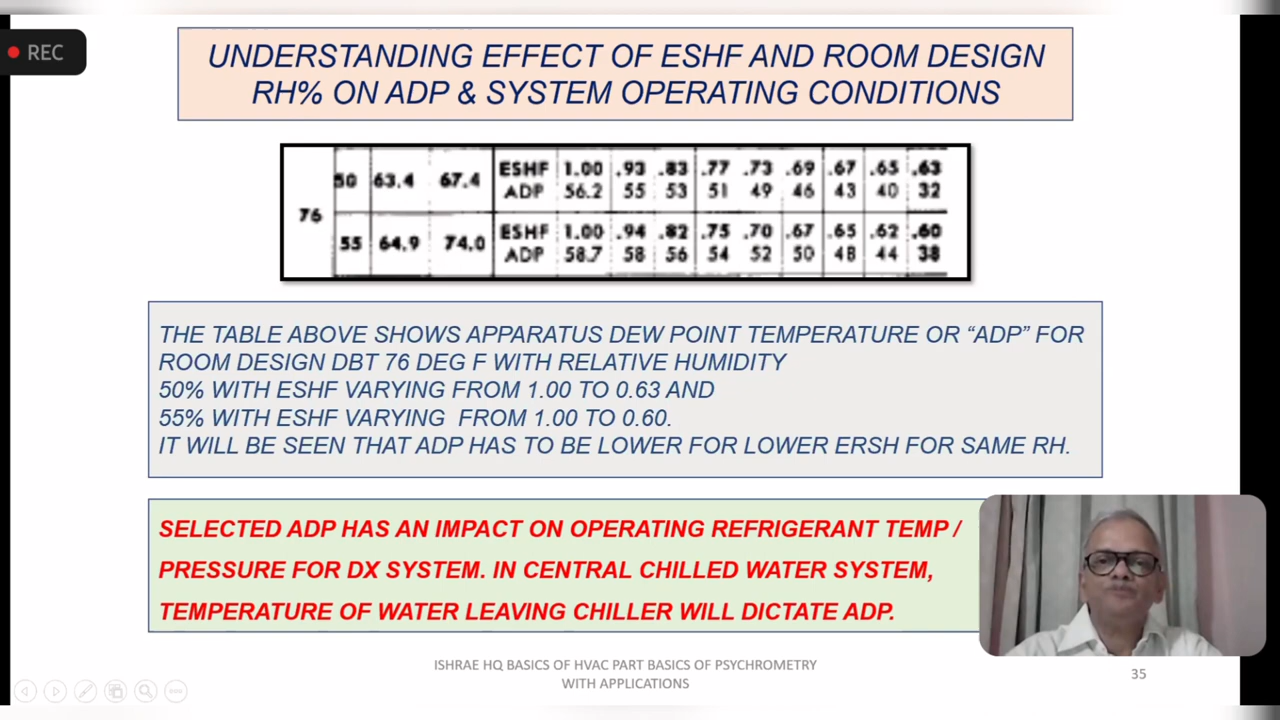 REC
UNDERSTANDING EFFECT OF ESHF AND ROOM DESIGN
RH% ON ADP & SYSTEM OPERATING CONDITIONS
76
50 63.4 67.4 ESHF 1.00 .93 .83 .77 .73 .69 .67 .65 .63
ADP 56.2 55 53 51 49 46 43 40 32
55 64.9 74.0 ESHF 1.00 .94 .82 .75 .70 .67 .65 .62 .60
ADP 58.7 58 56 54 52 50 48 44 38
THE TABLE ABOVE SHOWS APPARATUS DEW POINT TEMPERATURE OR “ADP” FOR
ROOM DESIGN DBT 76 DEG F WITH RELATIVE HUMIDITY
50% WITH ESHF VARYING FROM 1.00 TO 0.63 AND
55% WITH ESHF VARYING FROM 1.00 TO 0.60.
IT WILL BE SEEN THAT ADP HAS TO BE LOWER FOR LOWER ERSH FOR SAME RH.
SELECTED ADP HAS AN IMPACT ON OPERATING REFRIGERANT TEMP /
PRESSURE FOR DX SYSTEM. IN CENTRAL CHILLED WATER SYSTEM,
TEMPERATURE OF WATER LEAVING CHILLER WILL DICTATE ADP.
ISHRAE HQ BASICS OF HVAC PART BASICS OF PSYCHROMETRY
WITH APPLICATIONS
35